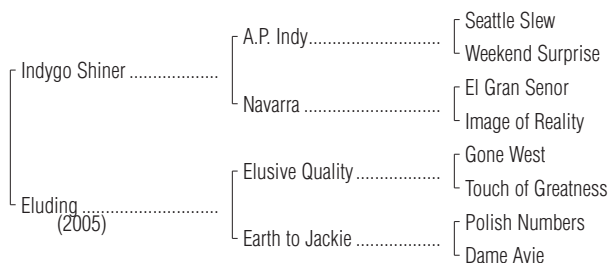 Seattle Slew
A.P. Indy
Weekend Surprise
Indygo Shiner
El Gran Senor
Navarra
Image of Reality
Gone West
Elusive Quality
Touch of Greatness
Eluding
(2005)
Polish Numbers
Earth to Jackie
Dame Avie